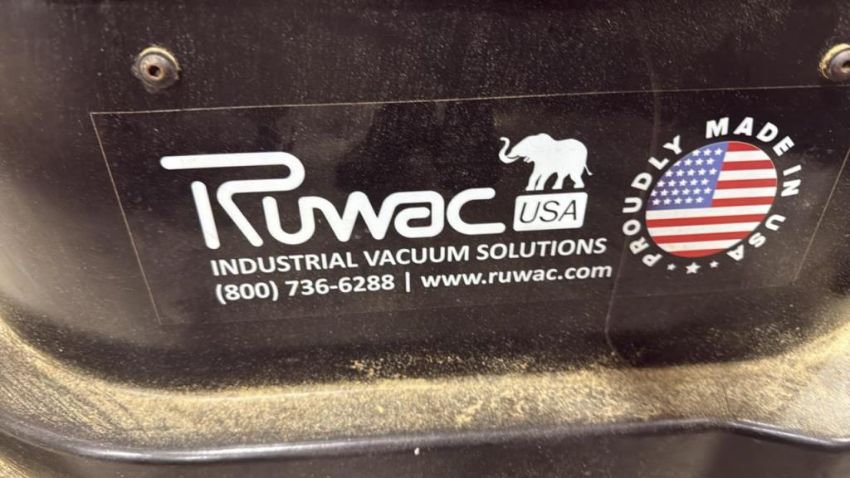 Ruwac
USA
INDUSTRIAL VACUUM SOLUTIONS
(800) 736-6288 | www.ruwac.com
PROUDLY MADE IN USA